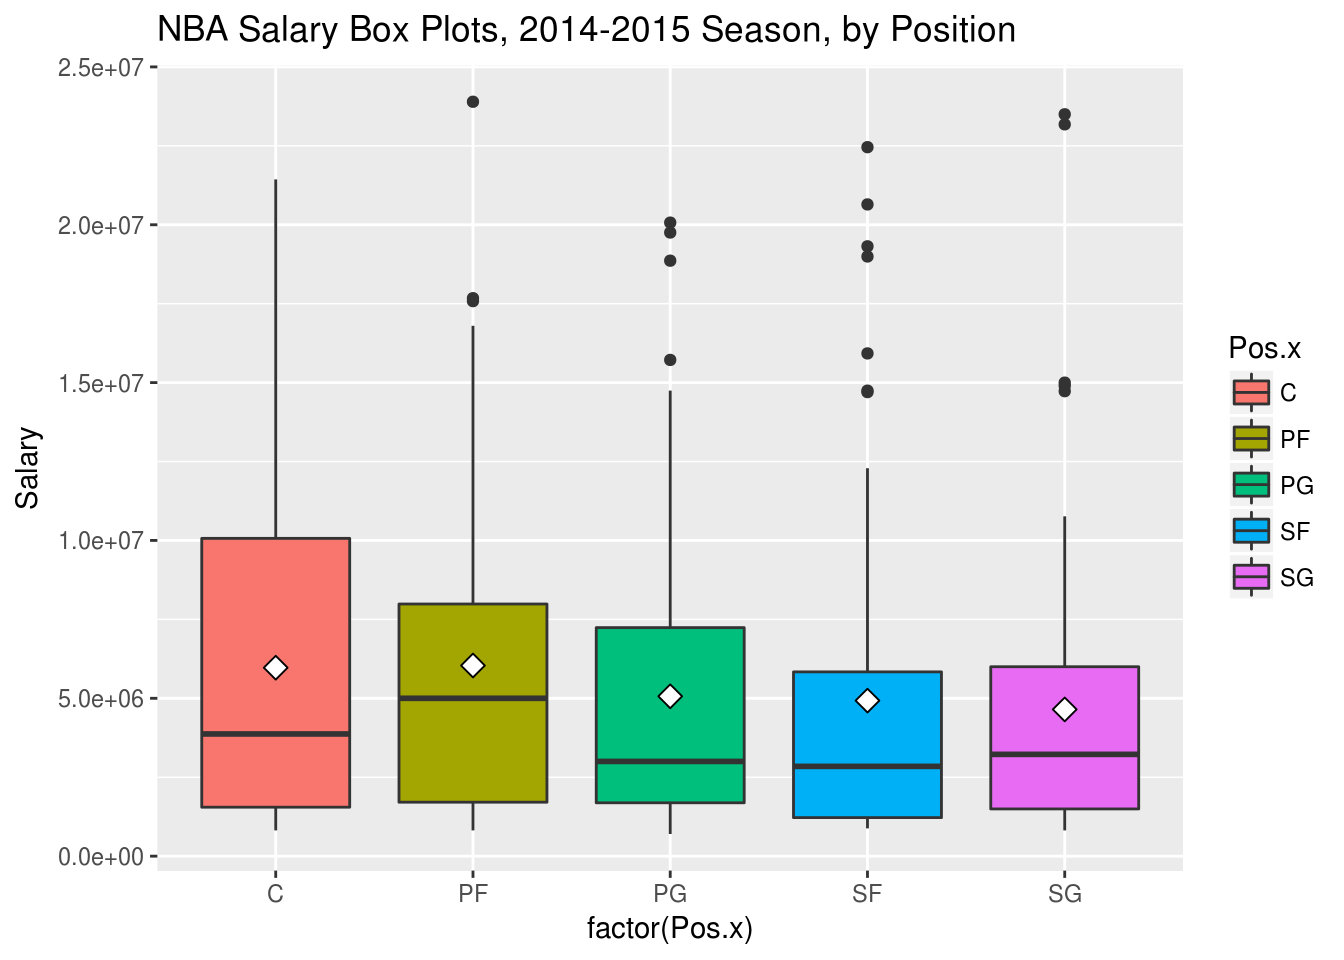 NBA Salary Box Plots, 2014-2015 Season, by Position
2.5e+07
2.0e+07
1.5e+07
1.0e+07
5.0e+06
0.0e+00
Salary
C PF PG SF SG
factor(Pos.x)
Pos.x
C
PF
PG
SF
SG